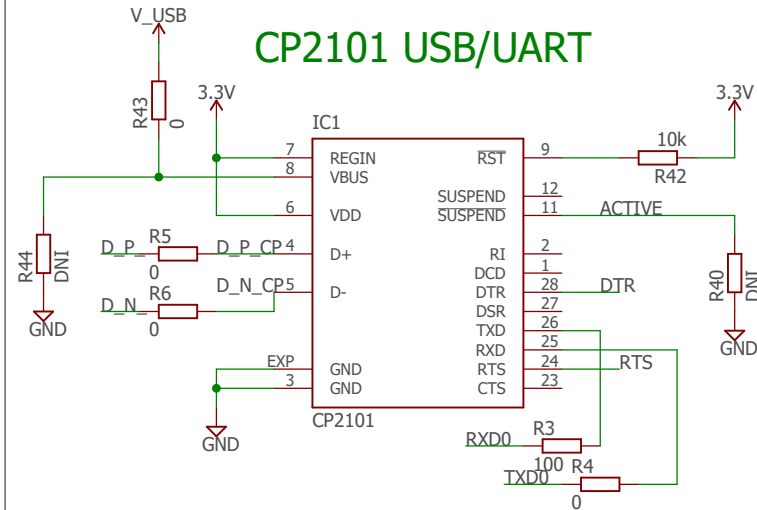 V_USB
CP2101 USB/UART
R43
0
3.3V
3.3V
IC1
10k
R42
7 REGIN
RST 9
8 VBUS
SUSPEND 12
6 VDD
SUSPEND 11
ACTIVE
R44
DNI
D_P_
R5
0
D_P_CP
4 D+
RI 2
DCD 1
D_N_
R6
0
D_N_CP
5 D-
DTR 28
DTR
R40
DNI
DSR 27
TXD 26
GND
RXD 25
GND
EXP GND
RTS 24
RTS
3 GND
CTS 23
GND
CP2101
RXD0
R3
100
TXD0
R4
0